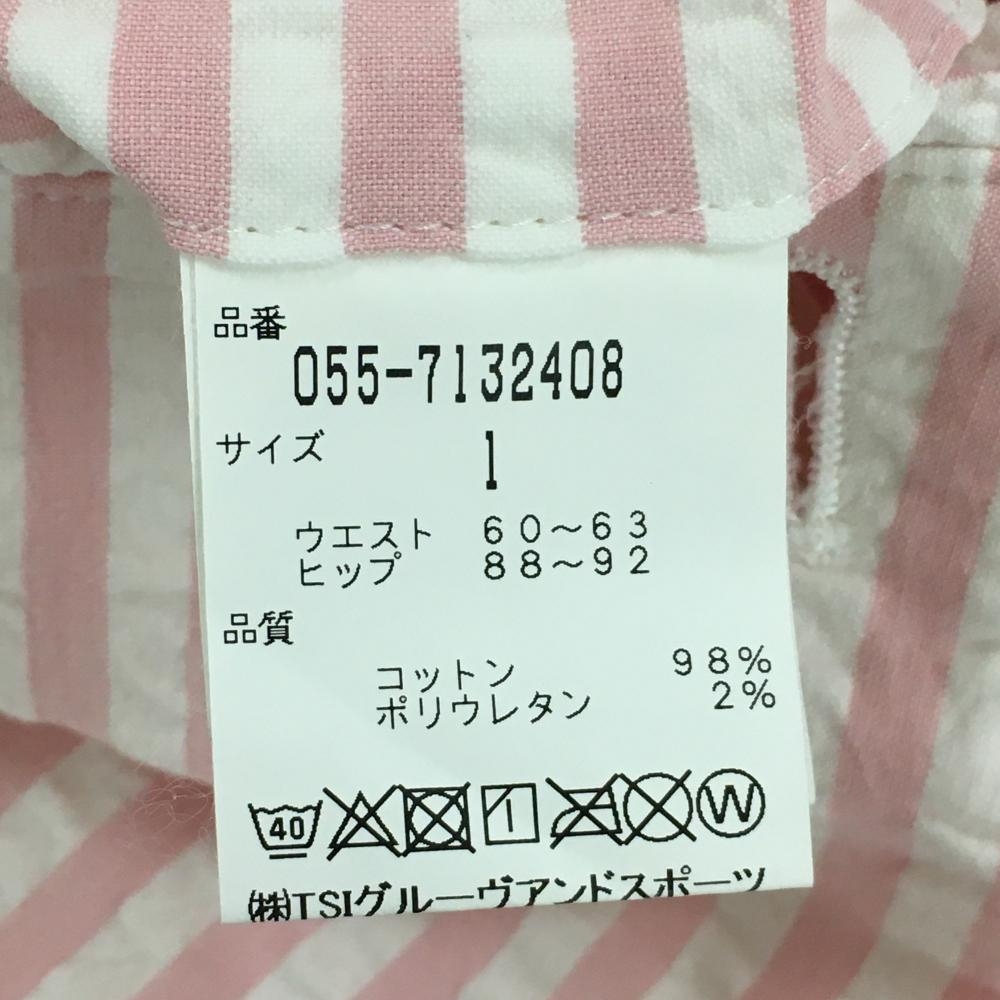 品番
055-7132408
サイズ 1
ウエスト 60～63
ヒップ 88～92
品質
コットン 98%
ポリウレタン 2%
40 W
㈱TSIグルーヴアンドスポーツ